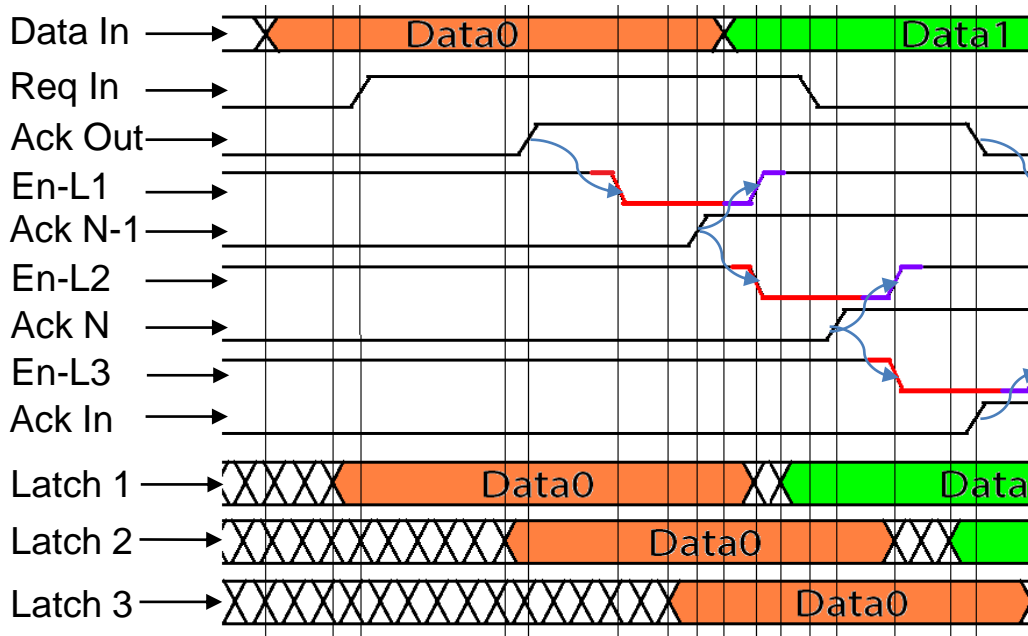 Data In
Data0
Data1
Req In
Ack Out
En-L1
Ack N-1
En-L2
Ack N
En-L3
Ack In
Latch 1
Data0
Data
Latch 2
Data0
Latch 3
Data0